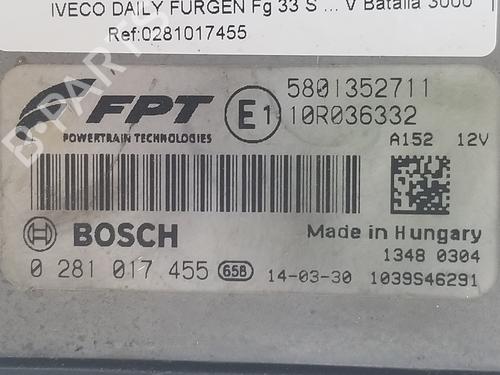 IVECO DAILY FURGEN Fg 33 S ... V Batalla 3000
Ref:0281017455
B-PARTS
FPT
POWERTRAIN TECHNOLOGIES
E1
5801352711
10R036332
A152 12V
BOSCH
Made in Hungary
0 281 017 455 658
1348 0304
14-03-30 1039S46291